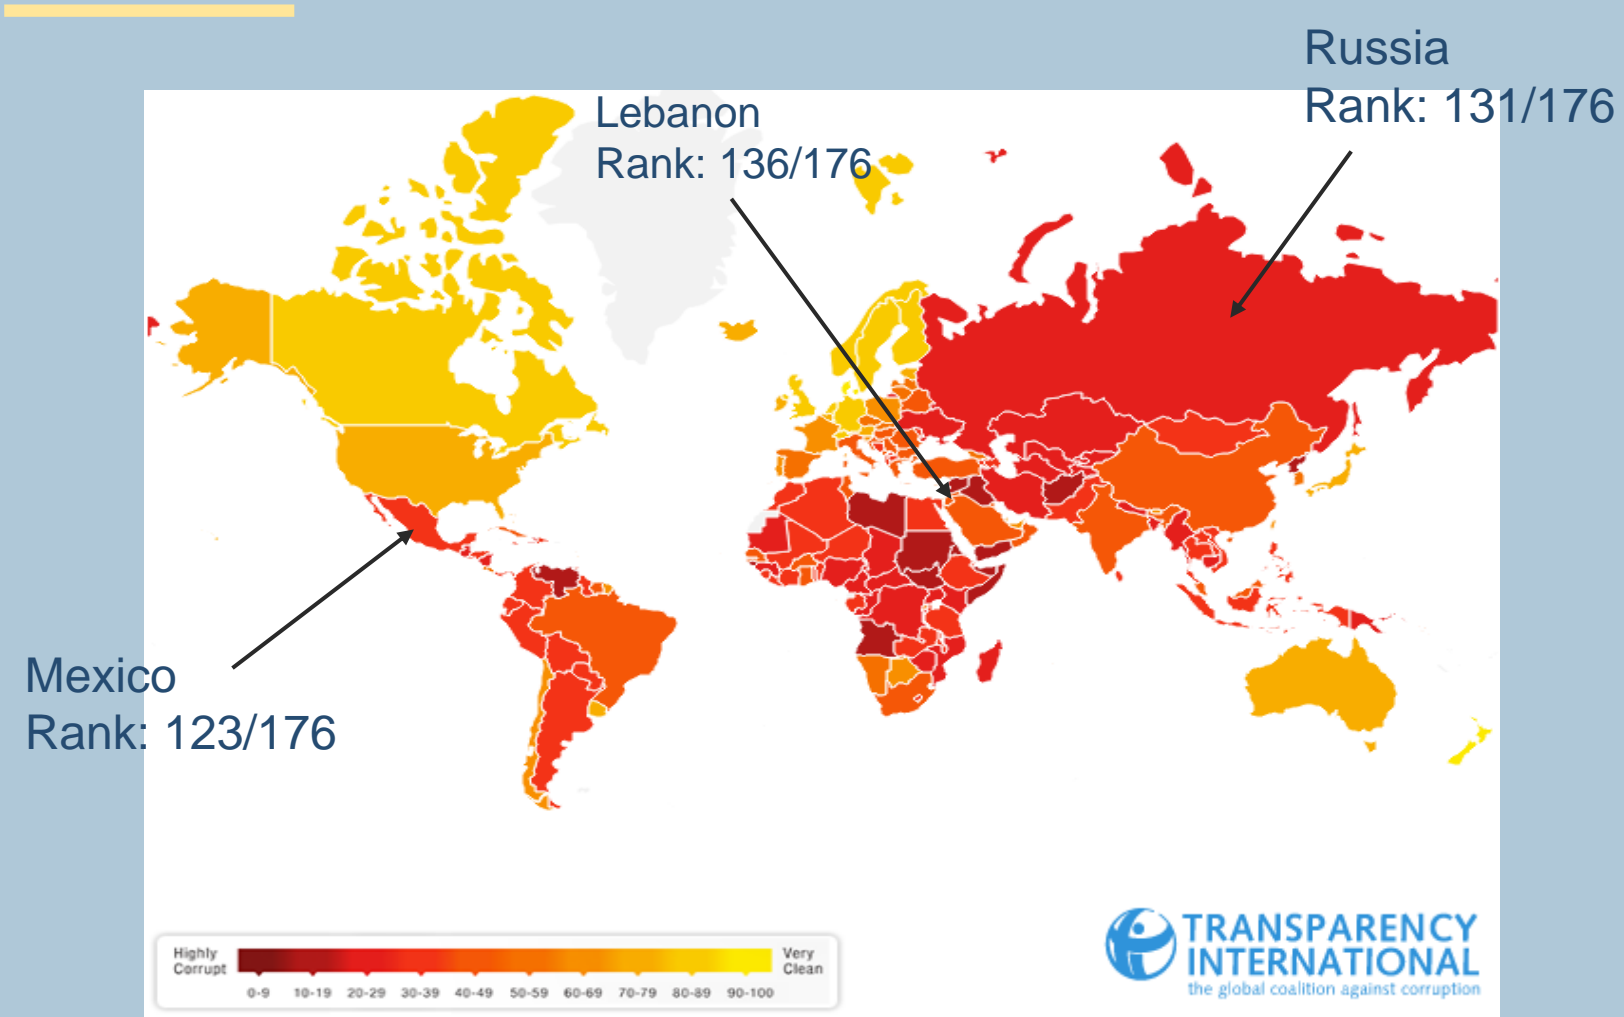 Russia
Rank: 131/176
Lebanon
Rank: 136/176
Mexico
Rank: 123/176
Highly
Corrupt
0-9 10-19 20-29 30-39 40-49 50-59 60-69 70-79 80-89 90-100
Very
Clean
TRANSPARENCY
INTERNATIONAL
the global coalition against corruption